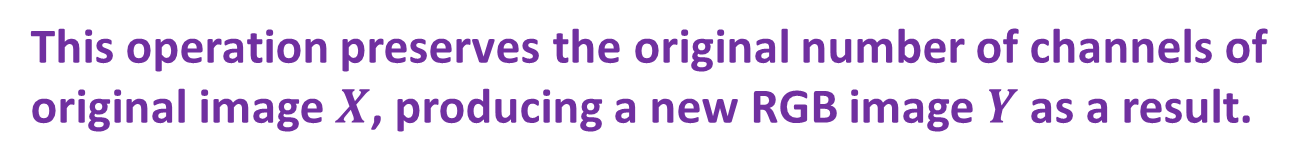 This operation preserves the original number of channels of
original image X, producing a new RGB image Y as a result.